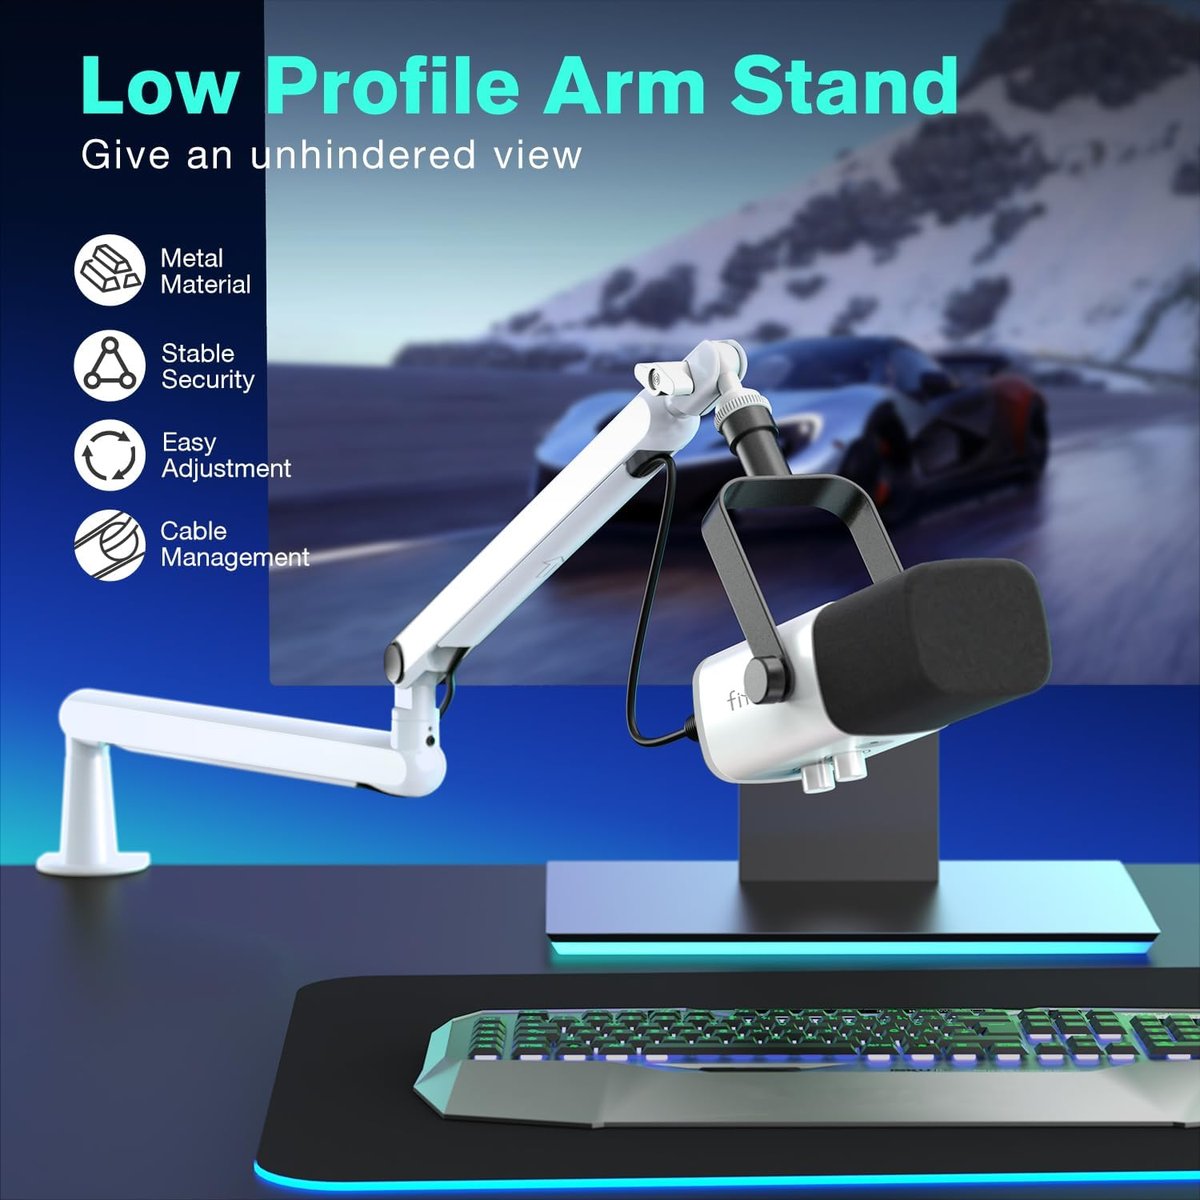 Low Profile Arm Stand
Give an unhindered view
Metal
Material
Stable
Security
Easy
Adjustment
Cable
Management